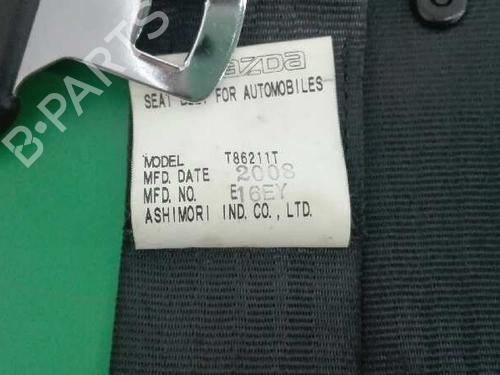 B-PARTS
mazda
SEAT BELT FOR AUTOMOBILES
MODEL T86211T
MFD. DATE 2008
MFD. NO. E16EY
ASHIMORI IND. CO., LTD.